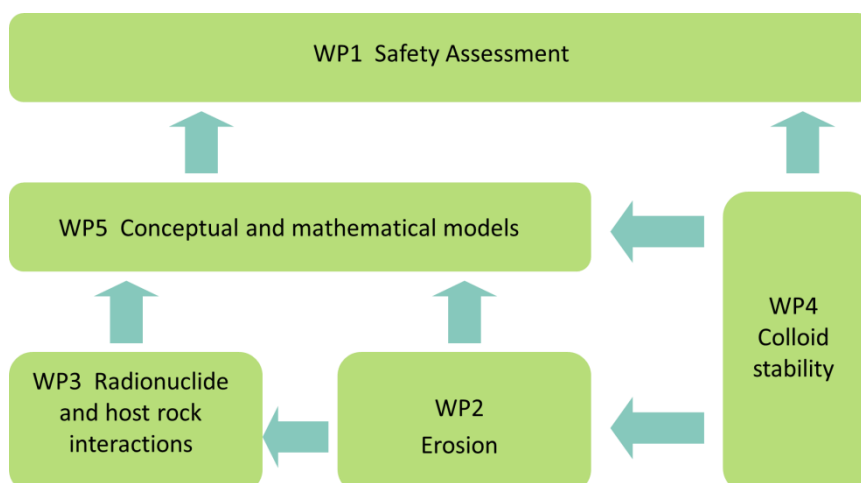 WP1 Safety Assessment
WP5 Conceptual and mathematical models
WP4
Colloid
stability
WP3 Radionuclide
and host rock
interactions
WP2
Erosion